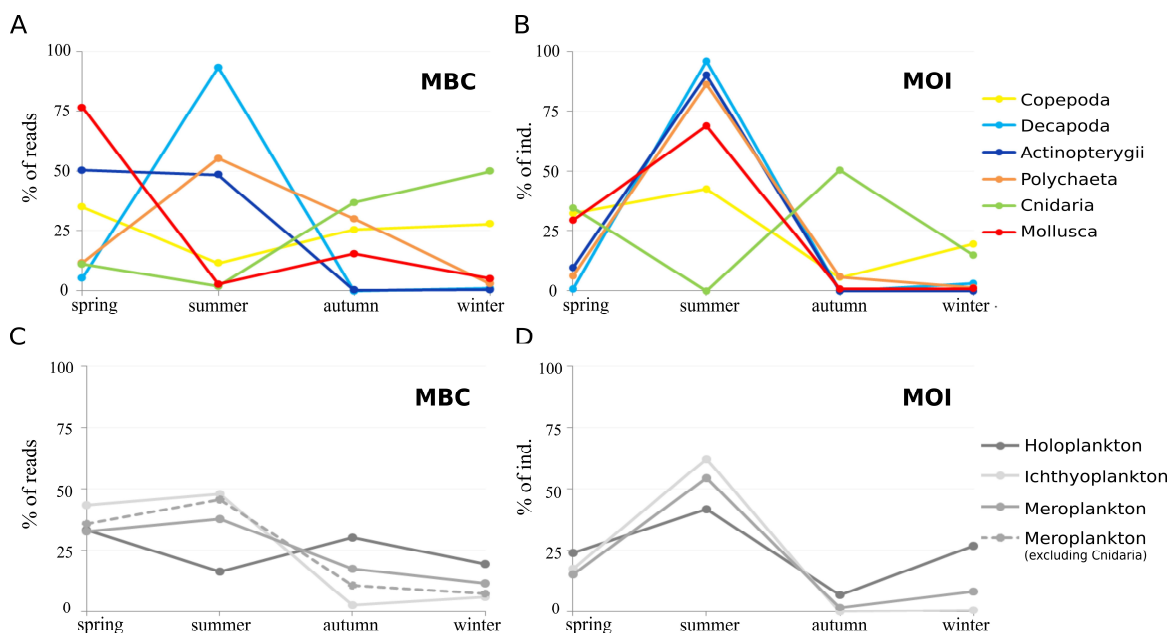 A
100
75
50
25
0
% of reads
MBC
spring summer autumn winter
B
100
75
50
25
0
% of ind.
MOI
spring summer autumn winter
Copepoda
Decapoda
Actinopterygii
Polychaeta
Cnidaria
Mollusca
C
100
75
50
25
0
% of reads
MBC
spring summer autumn winter
D
100
75
50
25
0
% of ind.
MOI
spring summer autumn winter
Holoplankton
Ichthyoplankton
Meroplankton
Meroplankton
(excluding Cnidaria)